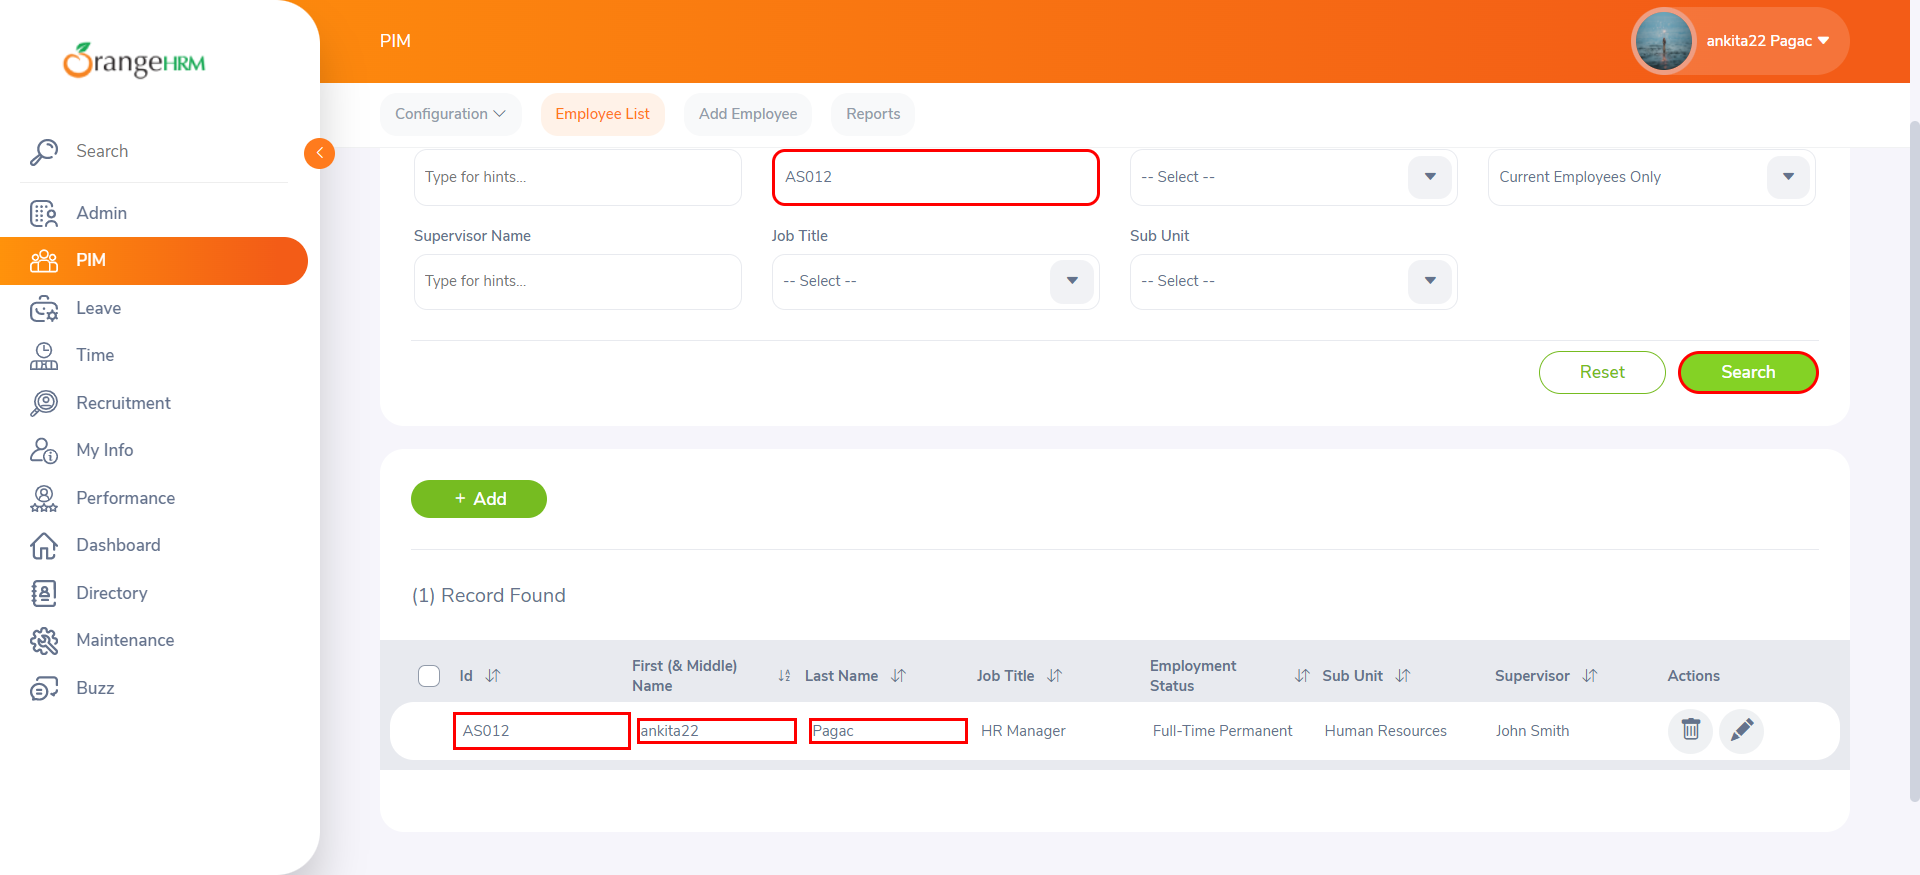 OrangeHRM
Search
Admin
PIM
Leave
Time
Recruitment
My Info
Performance
Dashboard
Directory
Maintenance
Buzz
PIM
ankita22 Pagac
Configuration
Employee List
Add Employee
Reports
Type for hints...
AS012
-- Select --
Current Employees Only
Supervisor Name
Job Title
Sub Unit
Type for hints...
-- Select --
-- Select --
Reset
Search
+ Add
(1) Record Found
Id
First (& Middle)
Name
Last Name
Job Title
Employment
Status
Sub Unit
Supervisor
Actions
AS012
ankita22
Pagac
HR Manager
Full-Time Permanent
Human Resources
John Smith